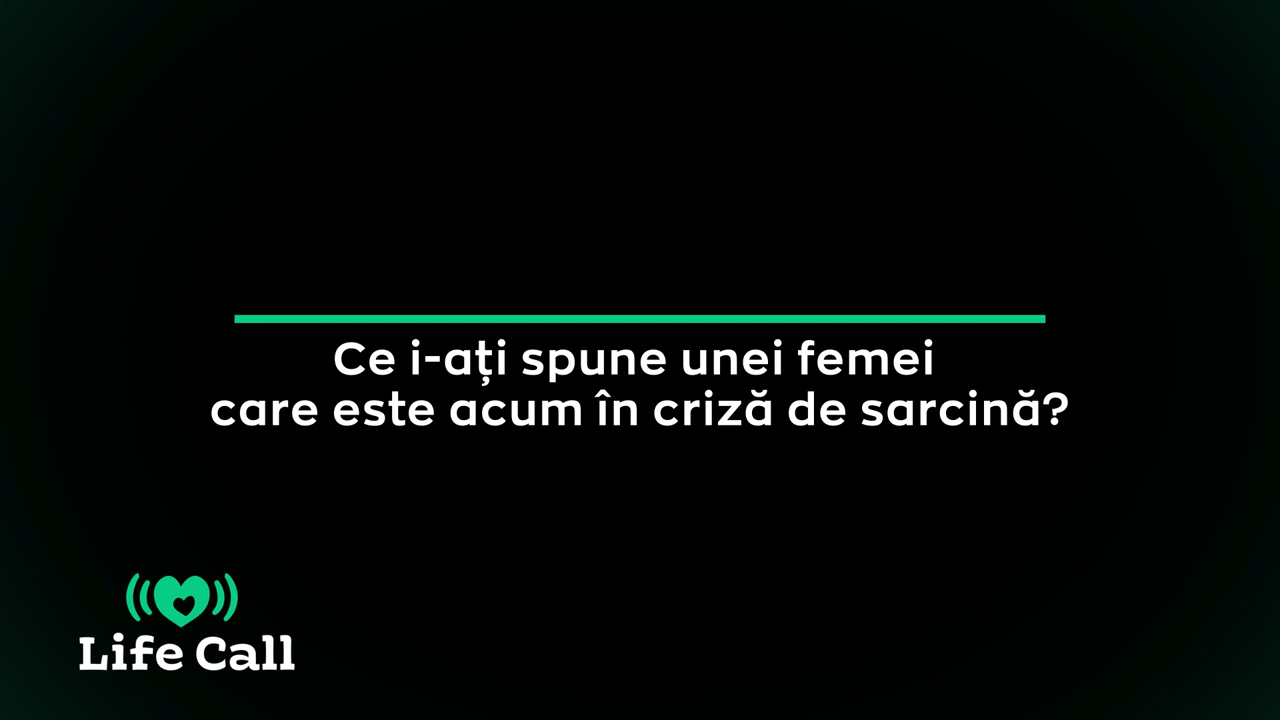 Ce i-ați spune unei femei
care este acum în criză de sarcină?
Life Call